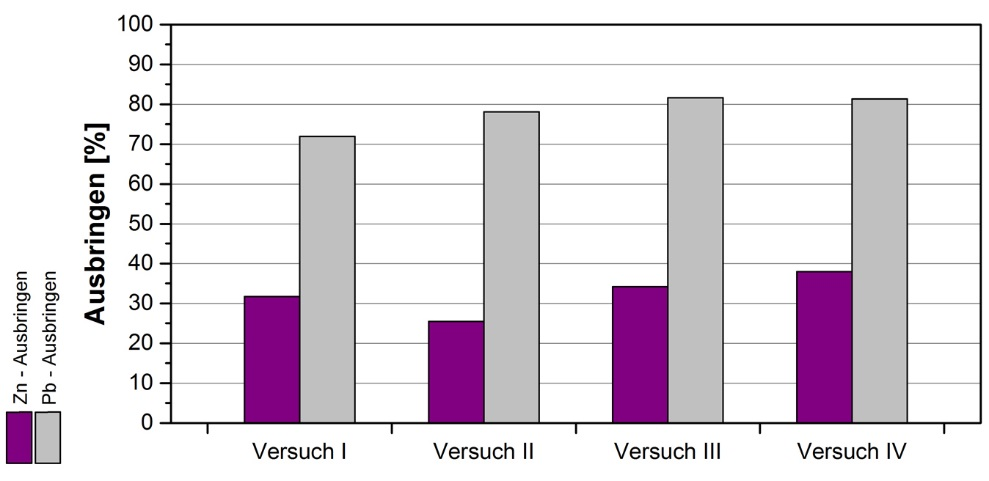 Ausbringen [%]
100
90
80
70
60
50
40
30
20
10
0
Versuch I
Versuch II
Versuch III
Versuch IV
Zn - Ausbringen
Pb - Ausbringen